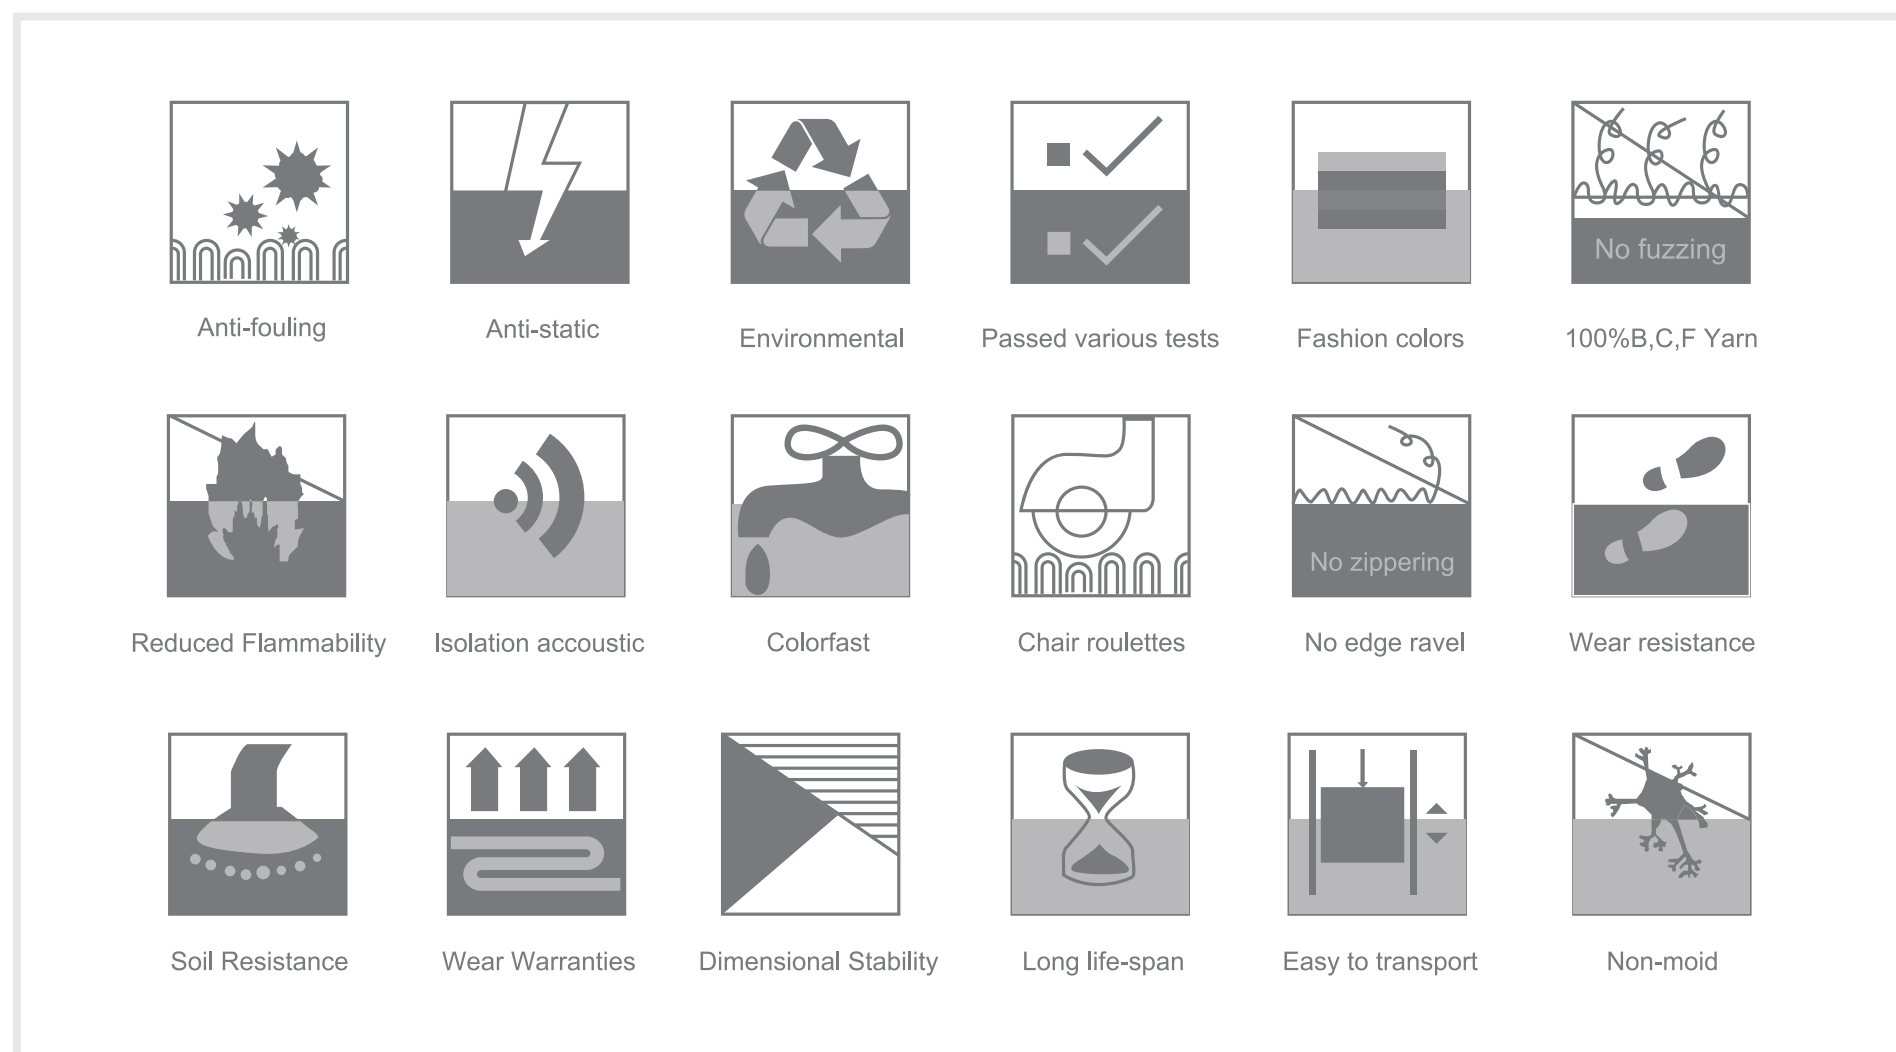 No fuzzing
Anti-fouling
Anti-static
Environmental
Passed various tests
Fashion colors
100%B,C,F Yarn
No zippering
Reduced Flammability
Isolation accoustic
Colorfast
Chair roulettes
No edge ravel
Wear resistance
Soil Resistance
Wear Warranties
Dimensional Stability
Long life-span
Easy to transport
Non-moid